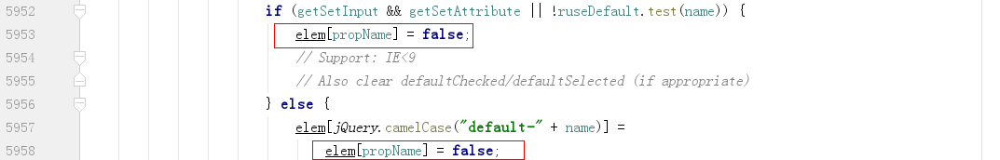 5952 if (getSetInput && getSetAttribute || !ruseDefault.test(name)) {
5953 elem[propName] = false;
5954 // Support: IE<9
5955 // Also clear defaultChecked/defaultSelected (if appropriate)
5956 } else {
5957 elem[jQuery.camelCase("default-" + name)] =
5958 elem[propName] = false;